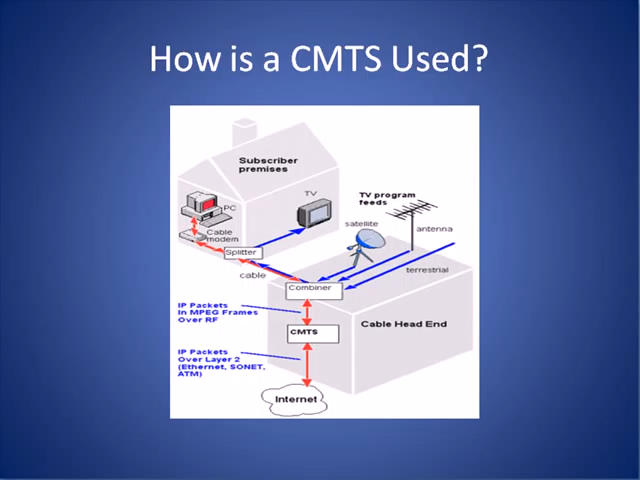 How is a CMTS Used?
Subscriber
premises
PC
TV
TV program
feeds
Cable
modem
satellite
antenna
Splitter
cable
terrestrial
Combiner
IP Packets
In MPEG Frames
Over RF
CMTS
Cable Head End
IP Packets
Over Layer 2
(Ethernet, SONET,
ATM)
Internet